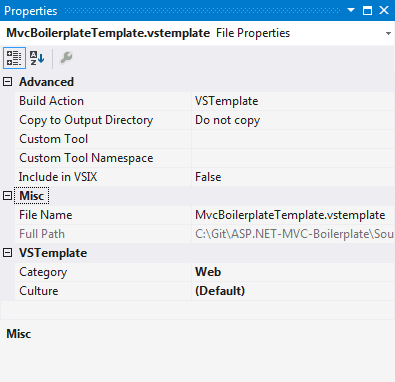 Properties
MvcBoilerplateTemplate.vstemplate File Properties
Advanced
Build Action VSTemplate
Copy to Output Directory Do not copy
Custom Tool
Custom Tool Namespace
Include in VSIX False
Misc
File Name MvcBoilerplateTemplate.vstemplate
Full Path C:\Git\ASP.NET-MVC-Boilerplate\Sou
VSTemplate
Category Web
Culture (Default)
Misc